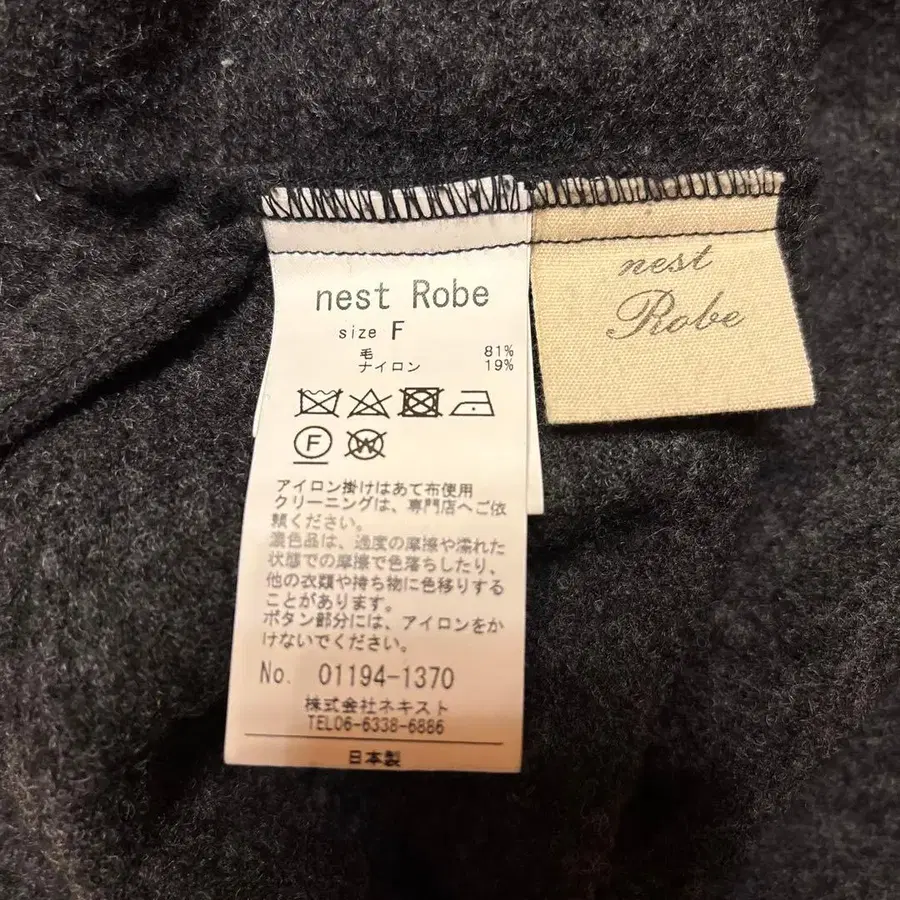 nest Robe
size F
毛 81%
ナイロン 19%
F
W
アイロン掛けはあて布使用
クリーニングは、専門店へご依
頼ください。
濃色品は、過度の摩擦や濡れた
状態での摩擦で色落ちしたり、
他の衣類や持ち物に色移りする
ことがあります。
ボタン部分には、アイロンをか
けないでください。
No. 01194-1370
株式会社ネキスト
TEL06-6338-6886
日本製
nest
Robe